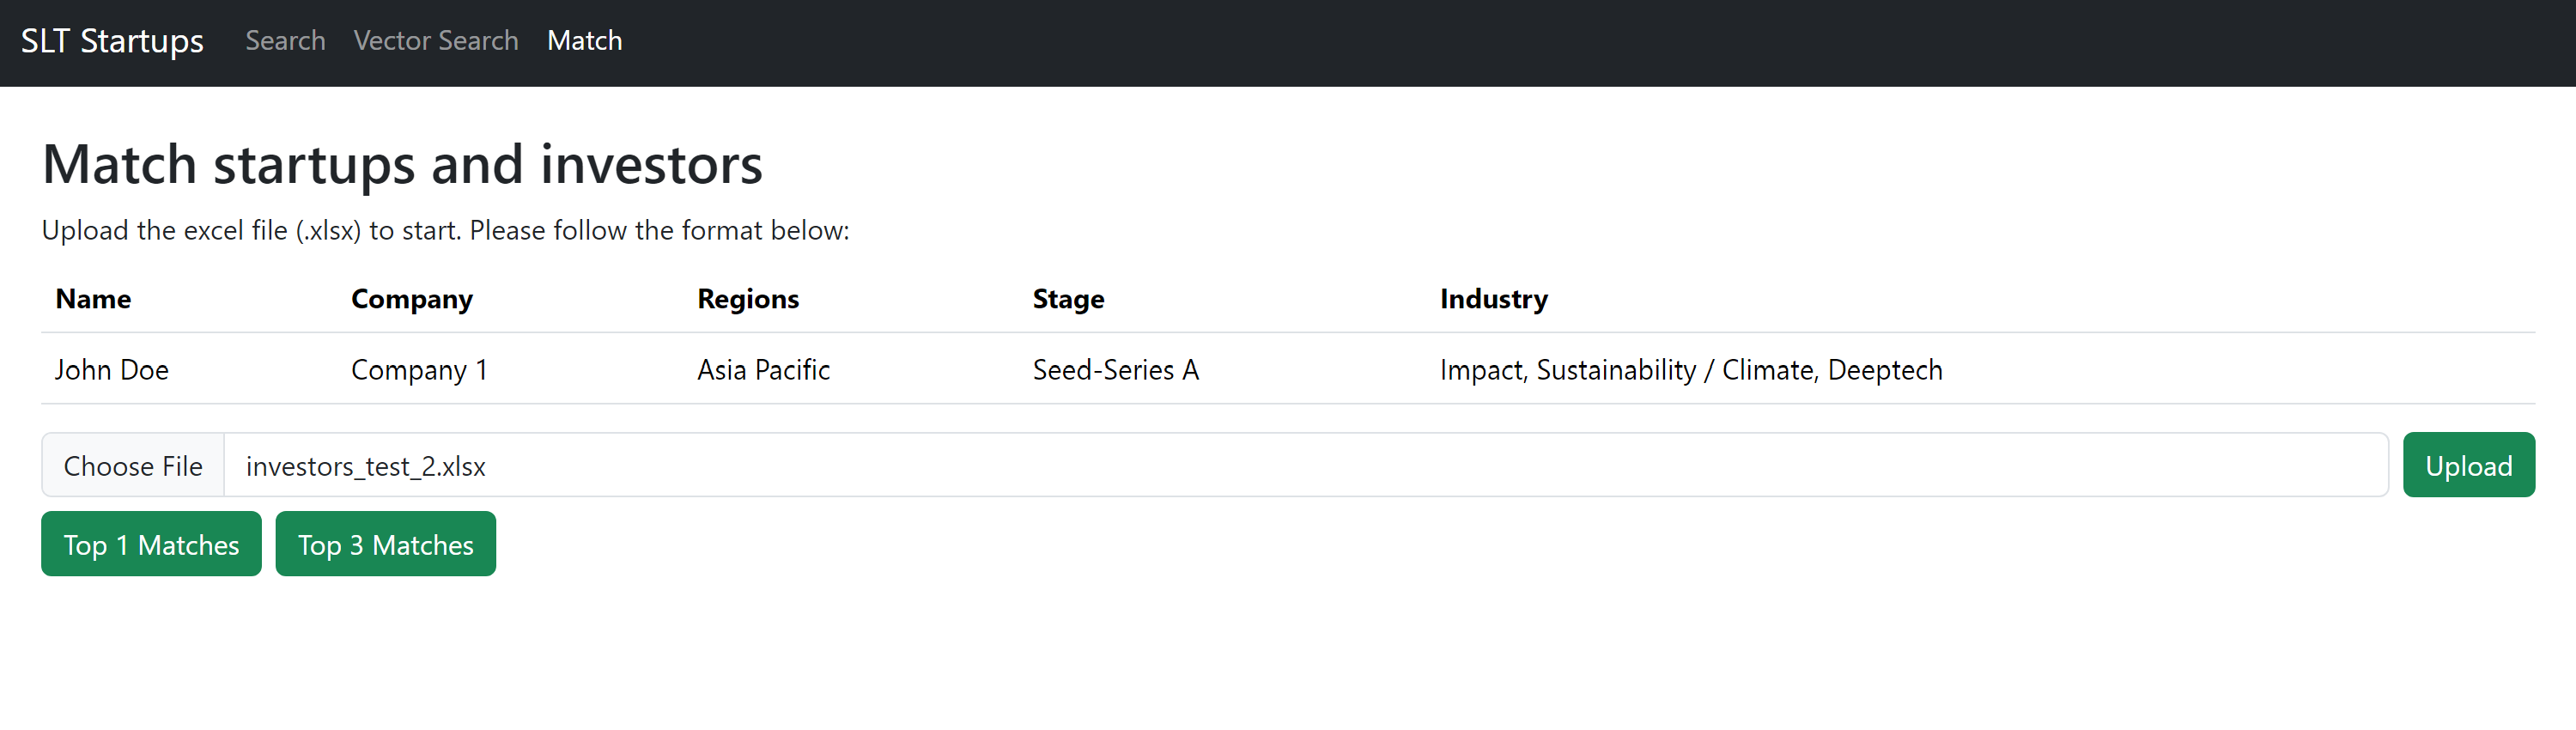 SLT Startups Search Vector Search Match
Match startups and investors
Upload the excel file (.xlsx) to start. Please follow the format below:
Name Company Regions Stage Industry
John Doe Company 1 Asia Pacific Seed-Series A Impact, Sustainability / Climate, Deeptech
Choose File investors_test_2.xlsx Upload
Top 1 Matches Top 3 Matches